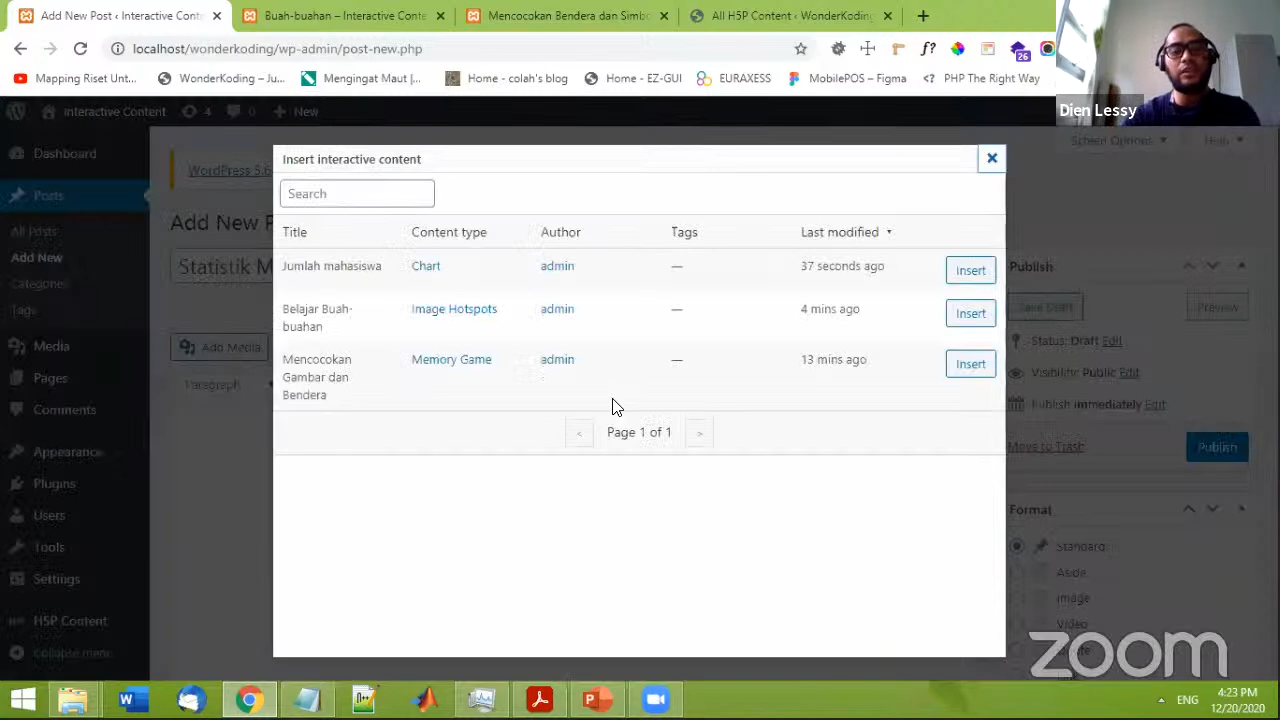 Add New Post ‹ Interactive Conten
Buah-buahan – Interactive Conte
Mencocokan Bendera dan Simbo
All H5P Content ‹ WonderKoding
localhost/wonderkoding/wp-admin/post-new.php
26
Mapping Riset Unt...
WonderKoding – Ju...
Mengingat Maut |...
Home - colah's blog
Home - EZ-GUI
EURAXESS
MobilePOS – Figma
PHP The Right Way
Dien Lessy
Interactive Content
4
0
New
Screen Options
Help
Dashboard
Posts
All Posts
Add New
Categories
Tags
Media
Pages
Comments
Appearance
Plugins
Users
Tools
Settings
H5P Content
Collapse menu
WordPress 5.6
Add New P
Statistik M
Add Media
Paragraph
Insert interactive content
Search
Title
Content type
Author
Tags
Last modified
Jumlah mahasiswa
Chart
admin
—
37 seconds ago
Insert
Belajar Buah-
buahan
Image Hotspots
admin
—
4 mins ago
Insert
Mencocokan
Gambar dan
Bendera
Memory Game
admin
—
13 mins ago
Insert
<
Page 1 of 1
>
Publish
Save Draft
Preview
Status: Draft Edit
Visibility: Public Edit
Publish immediately Edit
Move to Trash
Publish
Format
Standard
Aside
Image
Video
zoom
ENG
4:23 PM
12/20/2020